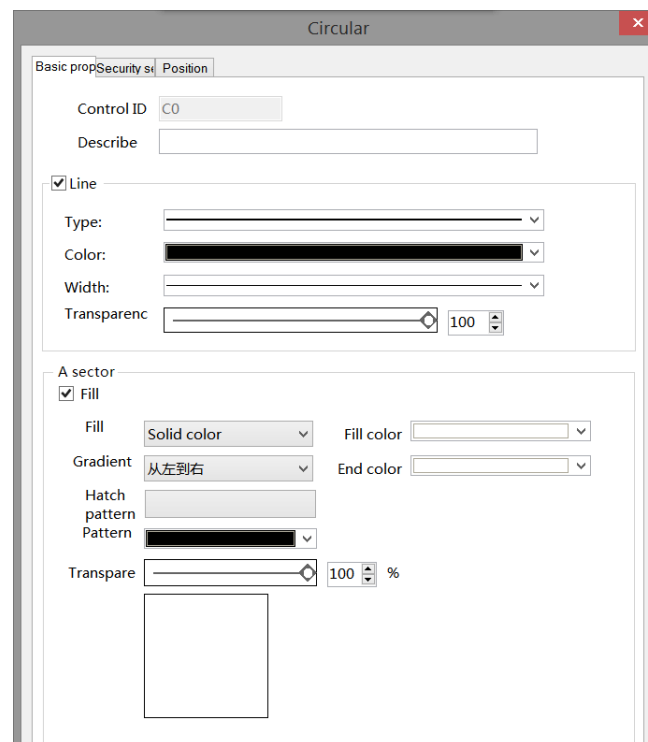 Circular
Basic prop Security se Position
Control ID C0
Describe
Line
Type:
Color:
Width:
Transparenc 100
A sector
Fill
Fill Solid color Fill color
Gradient 从左到右 End color
Hatch
pattern
Pattern
Transpare 100 %